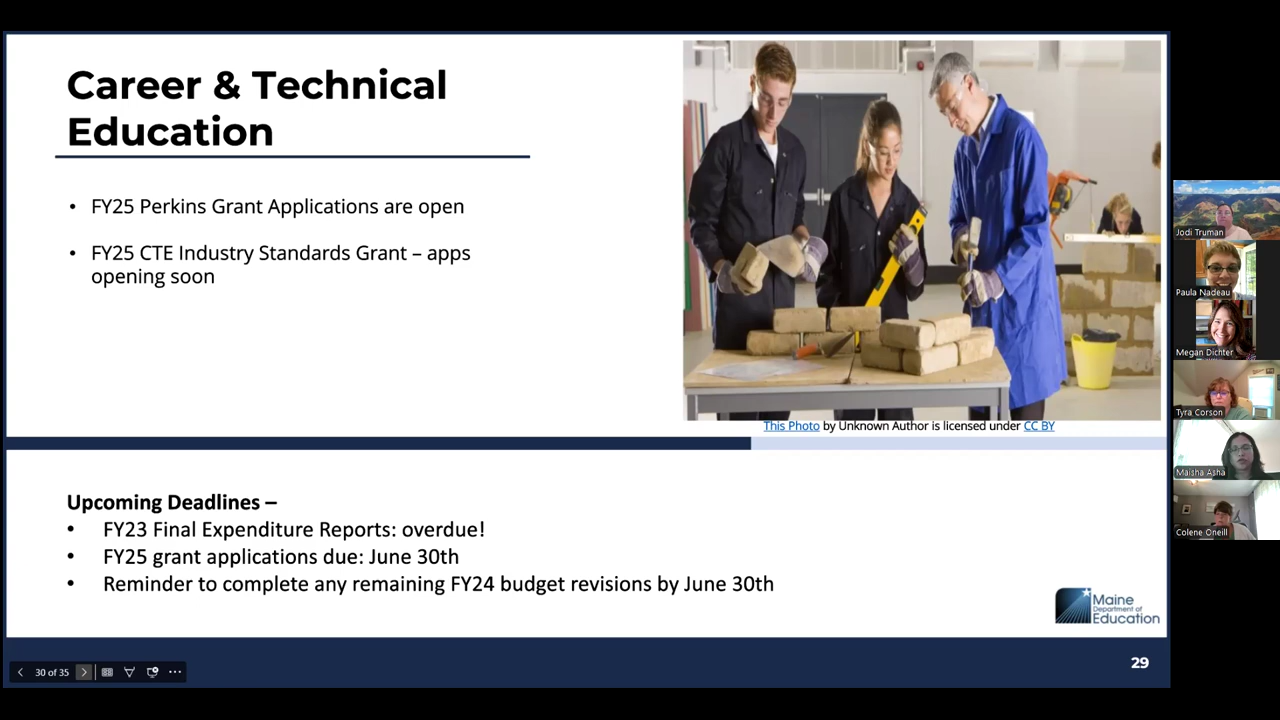 Career & Technical
Education
• FY25 Perkins Grant Applications are open
• FY25 CTE Industry Standards Grant – apps
opening soon
This Photo by Unknown Author is licensed under CC BY
Upcoming Deadlines –
• FY23 Final Expenditure Reports: overdue!
• FY25 grant applications due: June 30th
• Reminder to complete any remaining FY24 budget revisions by June 30th
Maine
Department of
Education
29
30 of 35
Jodi Truman
Paula Nadeau
Megan Dichter
Tyra Corson
Maisha Asha
Colene Oneill